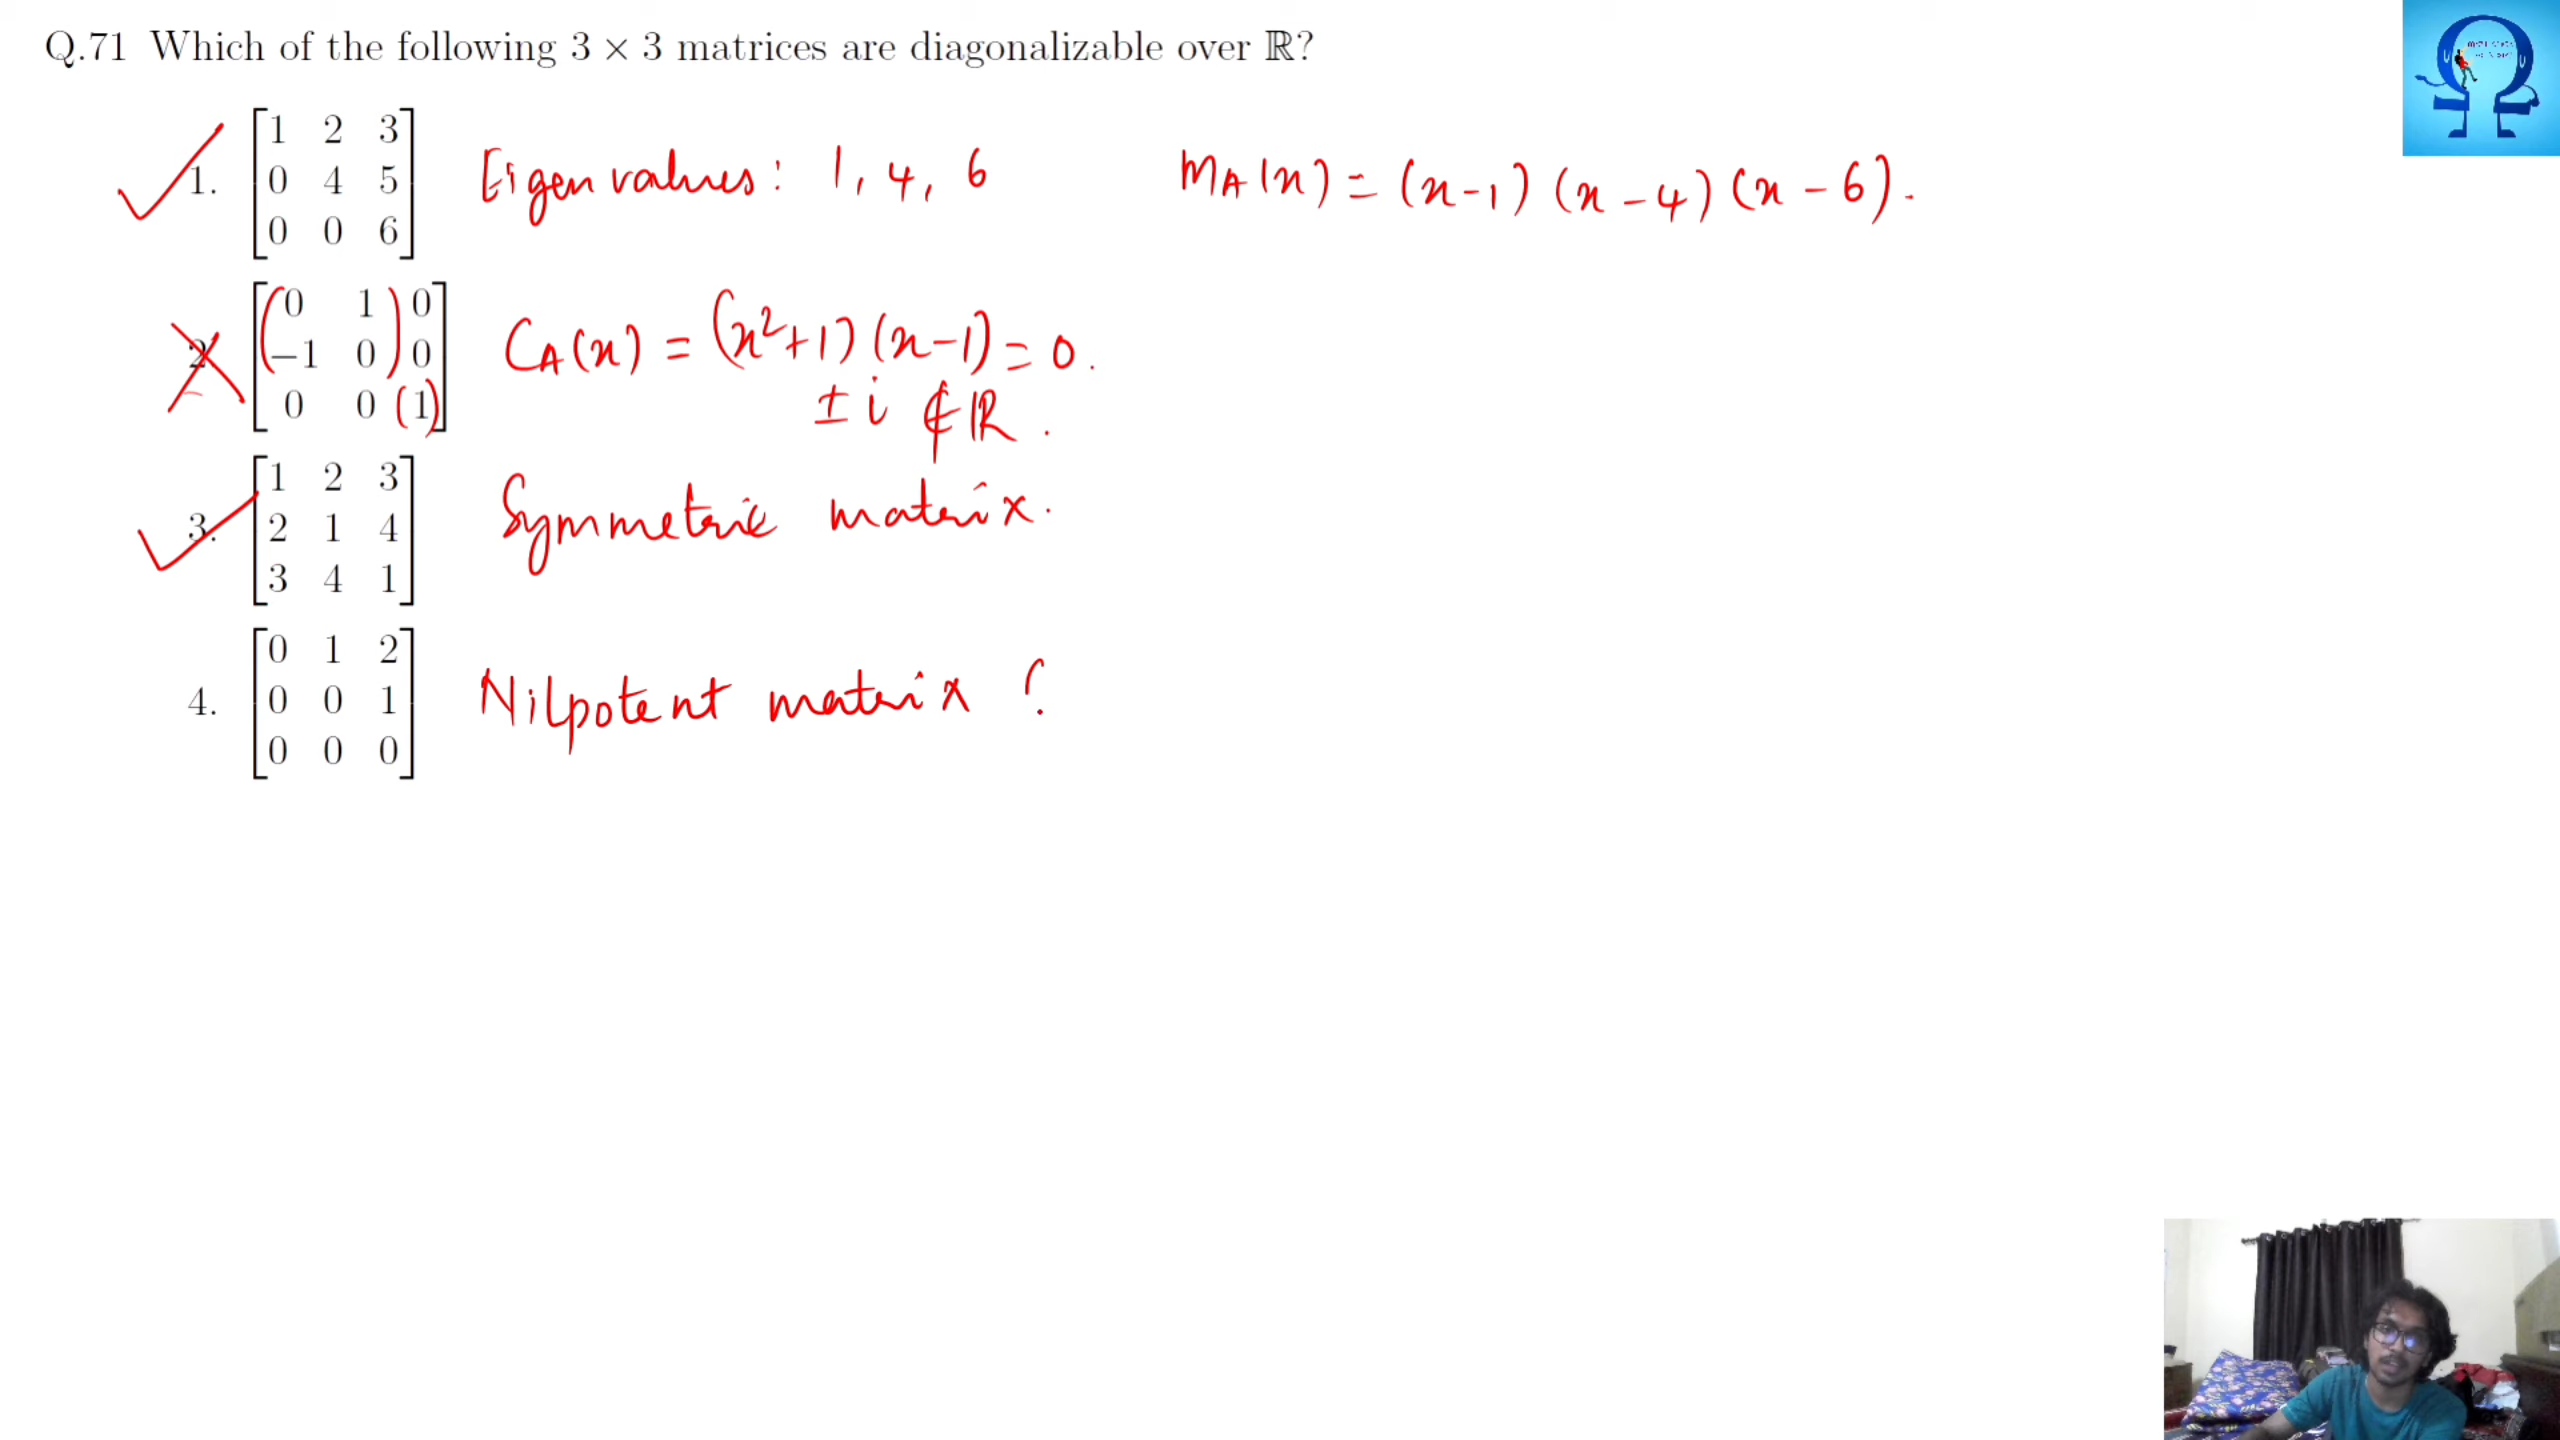 Q.71 Which of the following 3 × 3 matrices are diagonalizable over ℝ?
1 2 3
1. 0 4 5 Eigen values: 1, 4, 6 mA(x) = (x-1) (x-4) (x-6).
0 0 6
0 1 0
−1 0 0 CA(x) = (x²+1) (x-1) = 0.
0 0 (1) ± i ∉ ℝ.
1 2 3
3. 2 1 4 Symmetric matrix.
3 4 1
0 1 2
4. 0 0 1 Nilpotent matrix ?
0 0 0